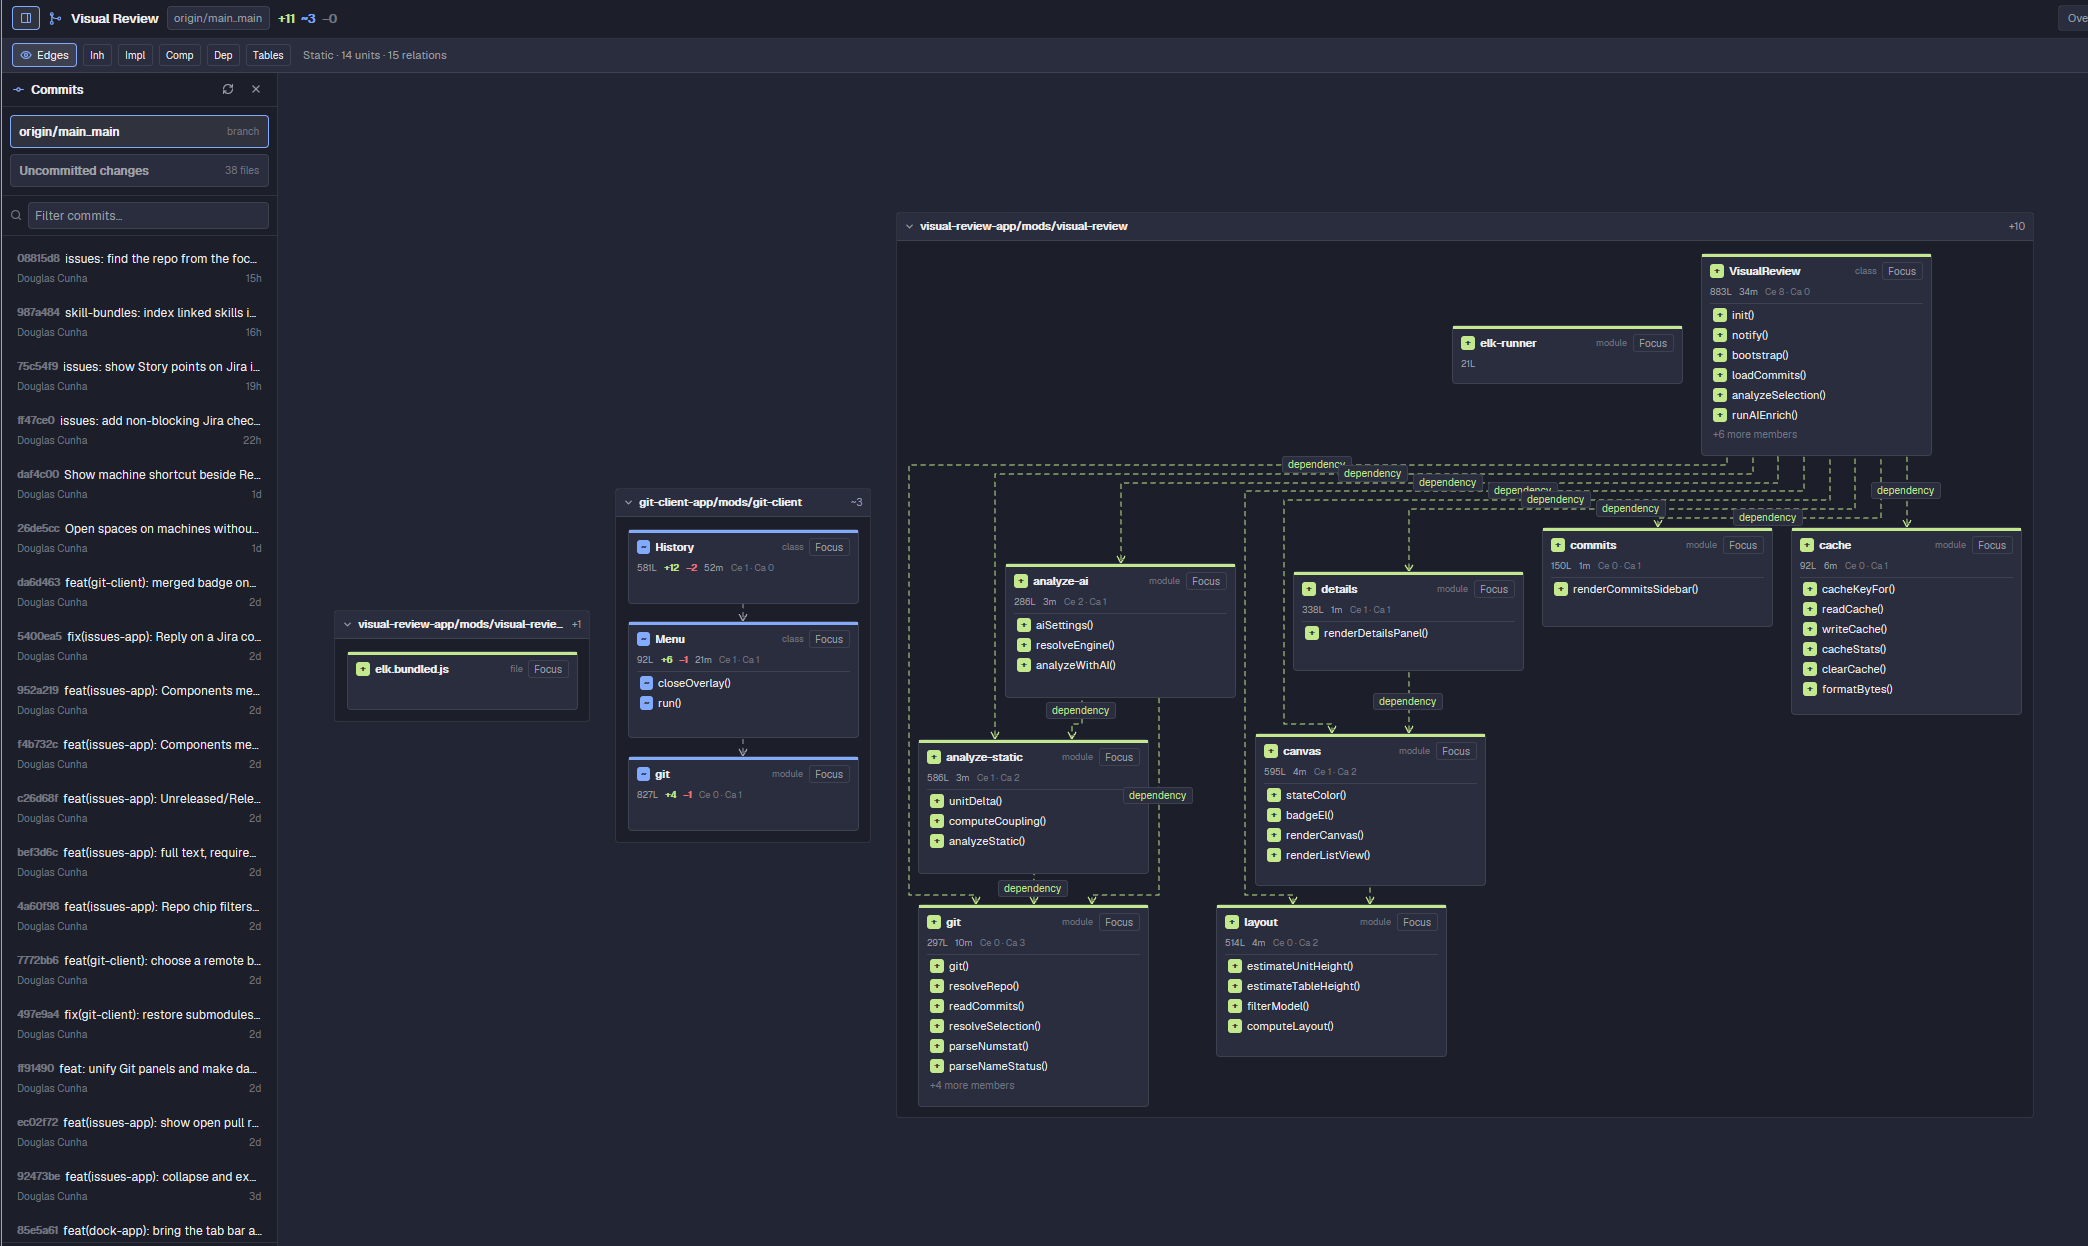 Visual Review origin/main_main +11 ~3 −0
Ove
Edges Inh Impl Comp Dep Tables Static · 14 units · 15 relations
Commits
origin/main_main branch
Uncommitted changes 38 files
Filter commits…
08815d8 issues: find the repo from the foc…
Douglas Cunha 15h
987a484 skill-bundles: index linked skills i…
Douglas Cunha 16h
75c54f9 issues: show Story points on Jira i…
Douglas Cunha 19h
ff47ce0 issues: add non-blocking Jira chec…
Douglas Cunha 22h
daf4c00 Show machine shortcut beside Re…
Douglas Cunha 1d
26de5cc Open spaces on machines withou…
Douglas Cunha 1d
da6d463 feat(git-client): merged badge on…
Douglas Cunha 2d
5400ea5 fix(issues-app): Reply on a Jira co…
Douglas Cunha 2d
952a219 feat(issues-app): Components me…
Douglas Cunha 2d
f4b732c feat(issues-app): Components me…
Douglas Cunha 2d
c26d68f feat(issues-app): Unreleased/Rele…
Douglas Cunha 2d
bef3d6c feat(issues-app): full text, require…
Douglas Cunha 2d
4a60f98 feat(issues-app): Repo chip filters…
Douglas Cunha 2d
7772bb6 feat(git-client): choose a remote b…
Douglas Cunha 2d
497e9a4 fix(git-client): restore submodules…
Douglas Cunha 2d
ff91490 feat: unify Git panels and make da…
Douglas Cunha 2d
ec02f72 feat(issues-app): show open pull r…
Douglas Cunha 2d
92473be feat(issues-app): collapse and ex…
Douglas Cunha 3d
85e5a61 feat(dock-app): bring the tab bar a…
visual-review-app/mods/visual-revie… +1
elk.bundled.js file Focus
git-client-app/mods/git-client ~3
History class Focus
581L +12 −2 52m Ce 1 · Ca 0
Menu class Focus
92L +6 −1 21m Ce 1 · Ca 1
closeOverlay()
run()
git module Focus
827L +4 −1 Ce 0 · Ca 1
visual-review-app/mods/visual-review +10
VisualReview class Focus
883L 34m Ce 8 · Ca 0
init()
notify()
bootstrap()
loadCommits()
analyzeSelection()
runAIEnrich()
+6 more members
elk-runner module Focus
21L
dependency
dependency
dependency
dependency
dependency
dependency
dependency
dependency
analyze-ai module Focus
286L 3m Ce 2 · Ca 1
aiSettings()
resolveEngine()
analyzeWithAI()
details module Focus
338L 1m Ce 1 · Ca 1
renderDetailsPanel()
commits module Focus
150L 1m Ce 0 · Ca 1
renderCommitsSidebar()
cache module Focus
92L 6m Ce 0 · Ca 1
cacheKeyFor()
readCache()
writeCache()
cacheStats()
clearCache()
formatBytes()
dependency
dependency
analyze-static module Focus
586L 3m Ce 1 · Ca 2
unitDelta()
computeCoupling()
analyzeStatic()
dependency
canvas module Focus
595L 4m Ce 1 · Ca 2
stateColor()
badgeEl()
renderCanvas()
renderListView()
dependency
git module Focus
297L 10m Ce 0 · Ca 3
git()
resolveRepo()
readCommits()
resolveSelection()
parseNumstat()
parseNameStatus()
+4 more members
layout module Focus
514L 4m Ce 0 · Ca 2
estimateUnitHeight()
estimateTableHeight()
filterModel()
computeLayout()